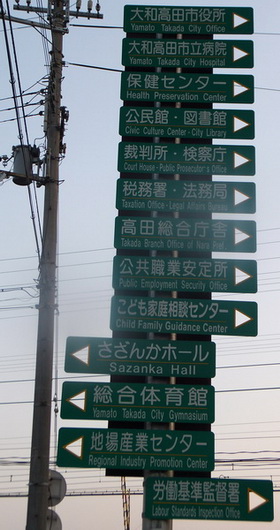 大和高田市役所
Yamato Takada City Office
大和高田市立病院
Yamato Takada City Hospital
保健センター
Health Preservation Center
公民館・図書館
Civic Culture Center・City Library
裁判所・検察庁
Court House・Public Prosecutor's Office
税務署・法務局
Taxation Office・Legal Affairs Bureau
高田総合庁舎
Takada Branch Office of Nara Pref.
公共職業安定所
Public Employment Security Office
こども家庭相談センター
Child Family Guidance Center
さざんかホール
Sazanka Hall
総合体育館
Yamato Takada City Gymnasium
地場産業センター
Regional Industry Promotion Center
労働基準監督署
Labour Standards Inspection Office